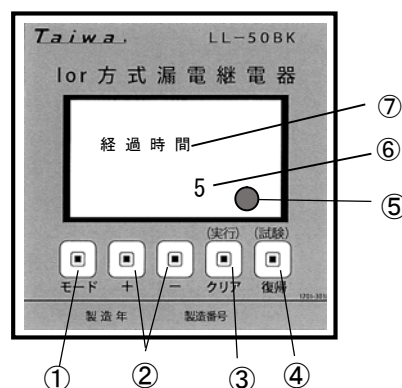 Taiwa. LL-50BK
Ior方式漏電継電器
経過時間
⑦
5
⑥
⑤
(実行) (試験)
モード + − クリア 復帰
製造年 製造番号
① ② ③ ④